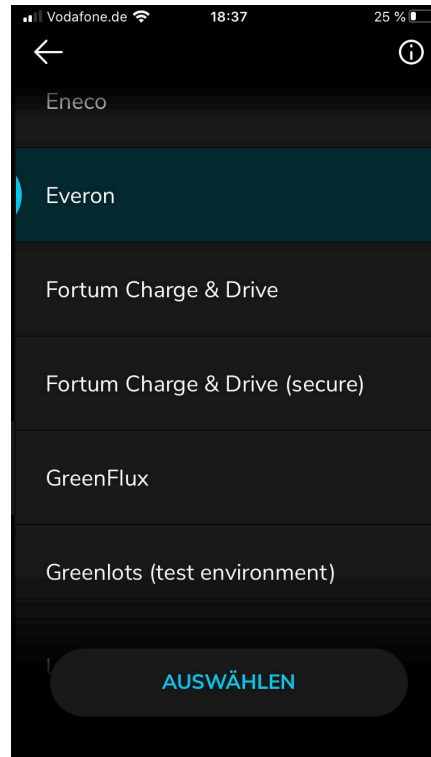 Vodafone.de 18:37 25 %
Eneco
Everon
Fortum Charge & Drive
Fortum Charge & Drive (secure)
GreenFlux
Greenlots (test environment)
AUSWÄHLEN